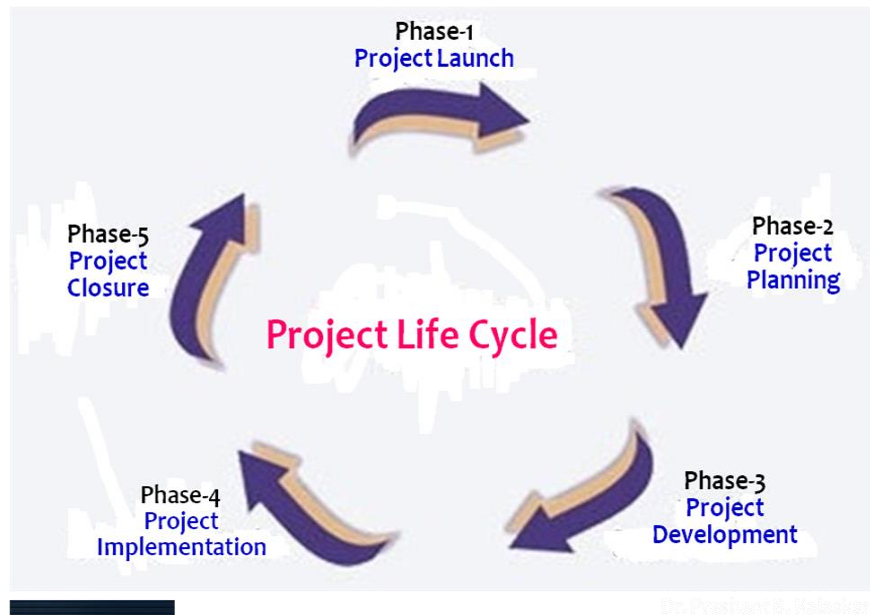 Phase-1
Project Launch
Phase-2
Project
Planning
Phase-3
Project
Development
Phase-4
Project
Implementation
Phase-5
Project
Closure
Project Life Cycle